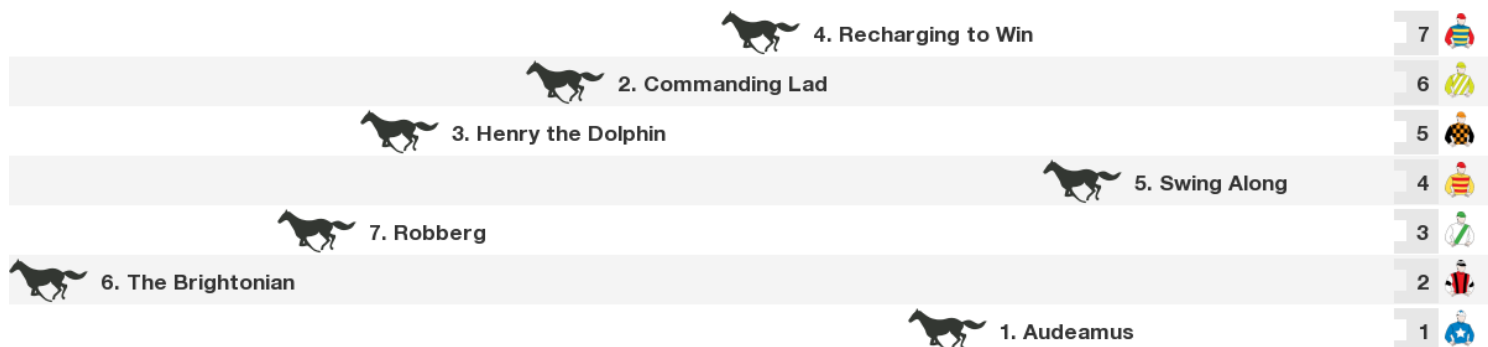 4. Recharging to Win 7
2. Commanding Lad 6
3. Henry the Dolphin 5
5. Swing Along 4
7. Robberg 3
6. The Brightonian 2
1. Audeamus 1